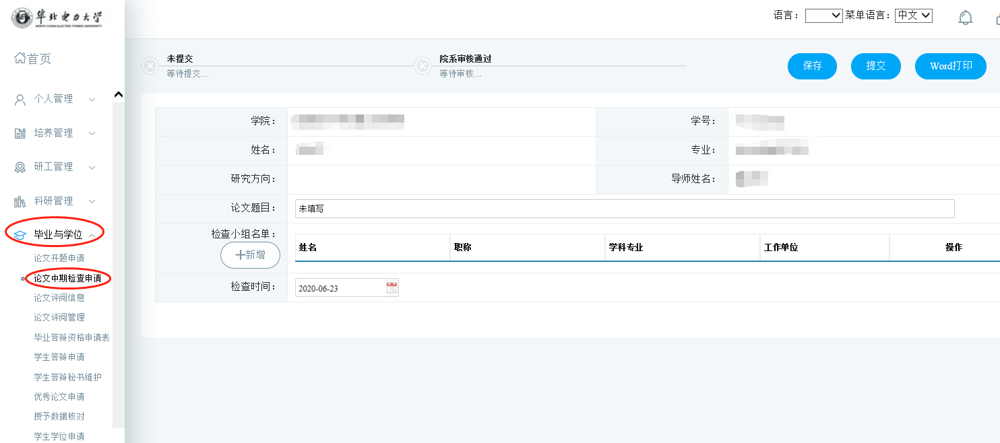 华北电力大学
NORTH CHINA ELECTRIC POWER UNIVERSITY
语言： 菜单语言： 中文
首页
个人管理
培养管理
研工管理
科研管理
毕业与学位
论文开题申请
论文中期检查申请
论文评阅信息
论文评阅管理
毕业答辩资格申请表
学生答辩申请
学生答辩秘书维护
优秀论文申请
授予数据核对
学生学位申请
未提交
等待提交...
院系审核通过
等待审核...
保存 提交 Word打印
学院： 学号：
姓名： 专业：
研究方向： 导师姓名：
论文题目： 未填写
检查小组名单：
新增
姓名 职称 学科专业 工作单位 操作
检查时间： 2020-06-23